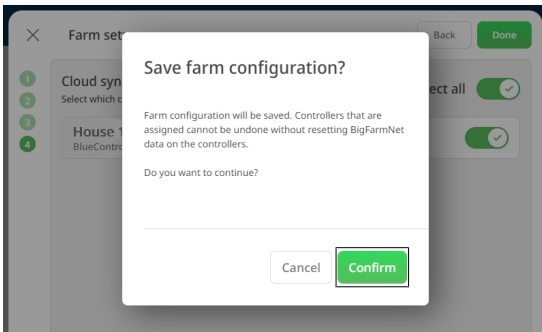 Farm set
Back
Done
1
2
3
4
Cloud syn
Select which c
ect all
House 1
BlueContro
Save farm configuration?
Farm configuration will be saved. Controllers that are
assigned cannot be undone without resetting BigFarmNet
data on the controllers.
Do you want to continue?
Cancel
Confirm